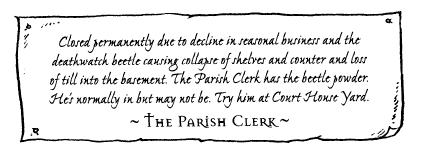 Closed permanently due to decline in seasonal business and the
deathwatch beetle causing collapse of shelves and counter and loss
of till into the basement. The Parish Clerk has the beetle powder.
He's normally in but may not be. Try him at Court House Yard.
~ The Parish Clerk ~